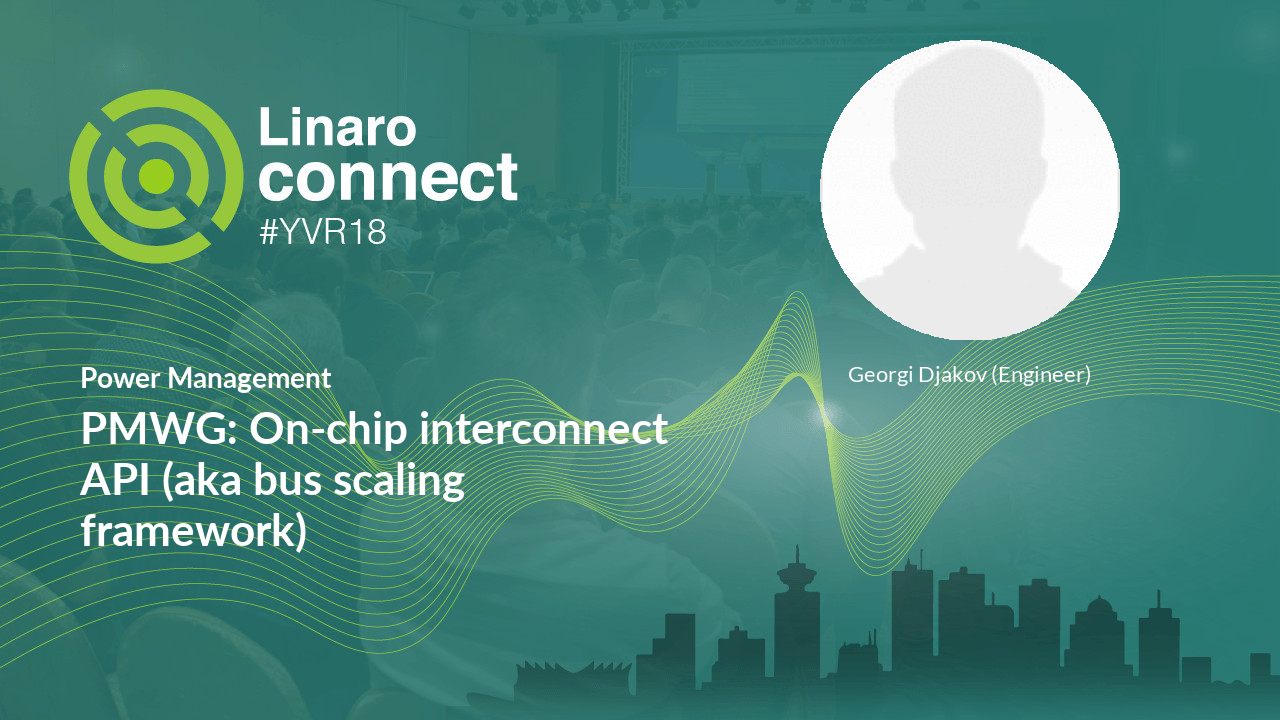 Linaro
connect
#YVR18
Power Management
PMWG: On-chip interconnect
API (aka bus scaling
framework)
Georgi Djakov (Engineer)